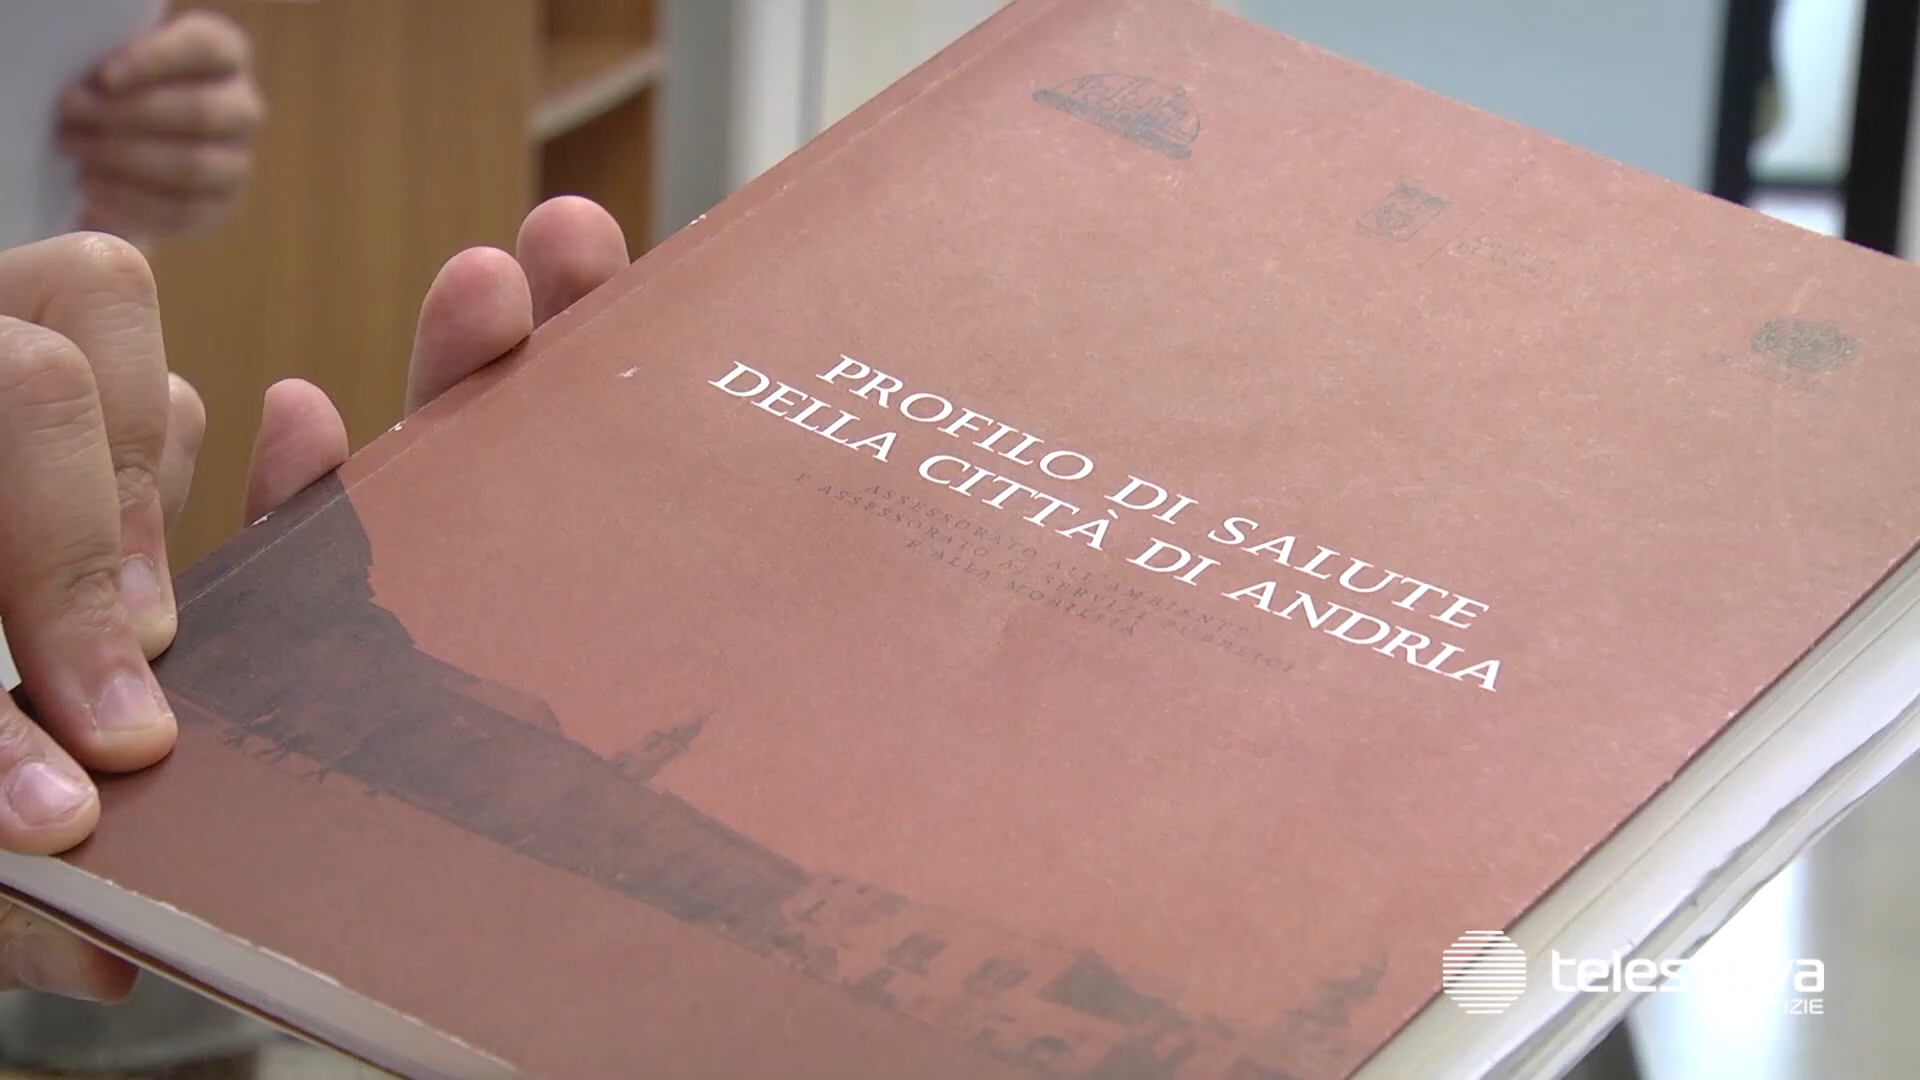 PROFILO DI SALUTE
DELLA CITTÀ DI ANDRIA
ASSESSORATO ALL'AMBIENTE
E ASSESSORATO AI SERVIZI PUBBLICI
E ALLA MOBILITÀ